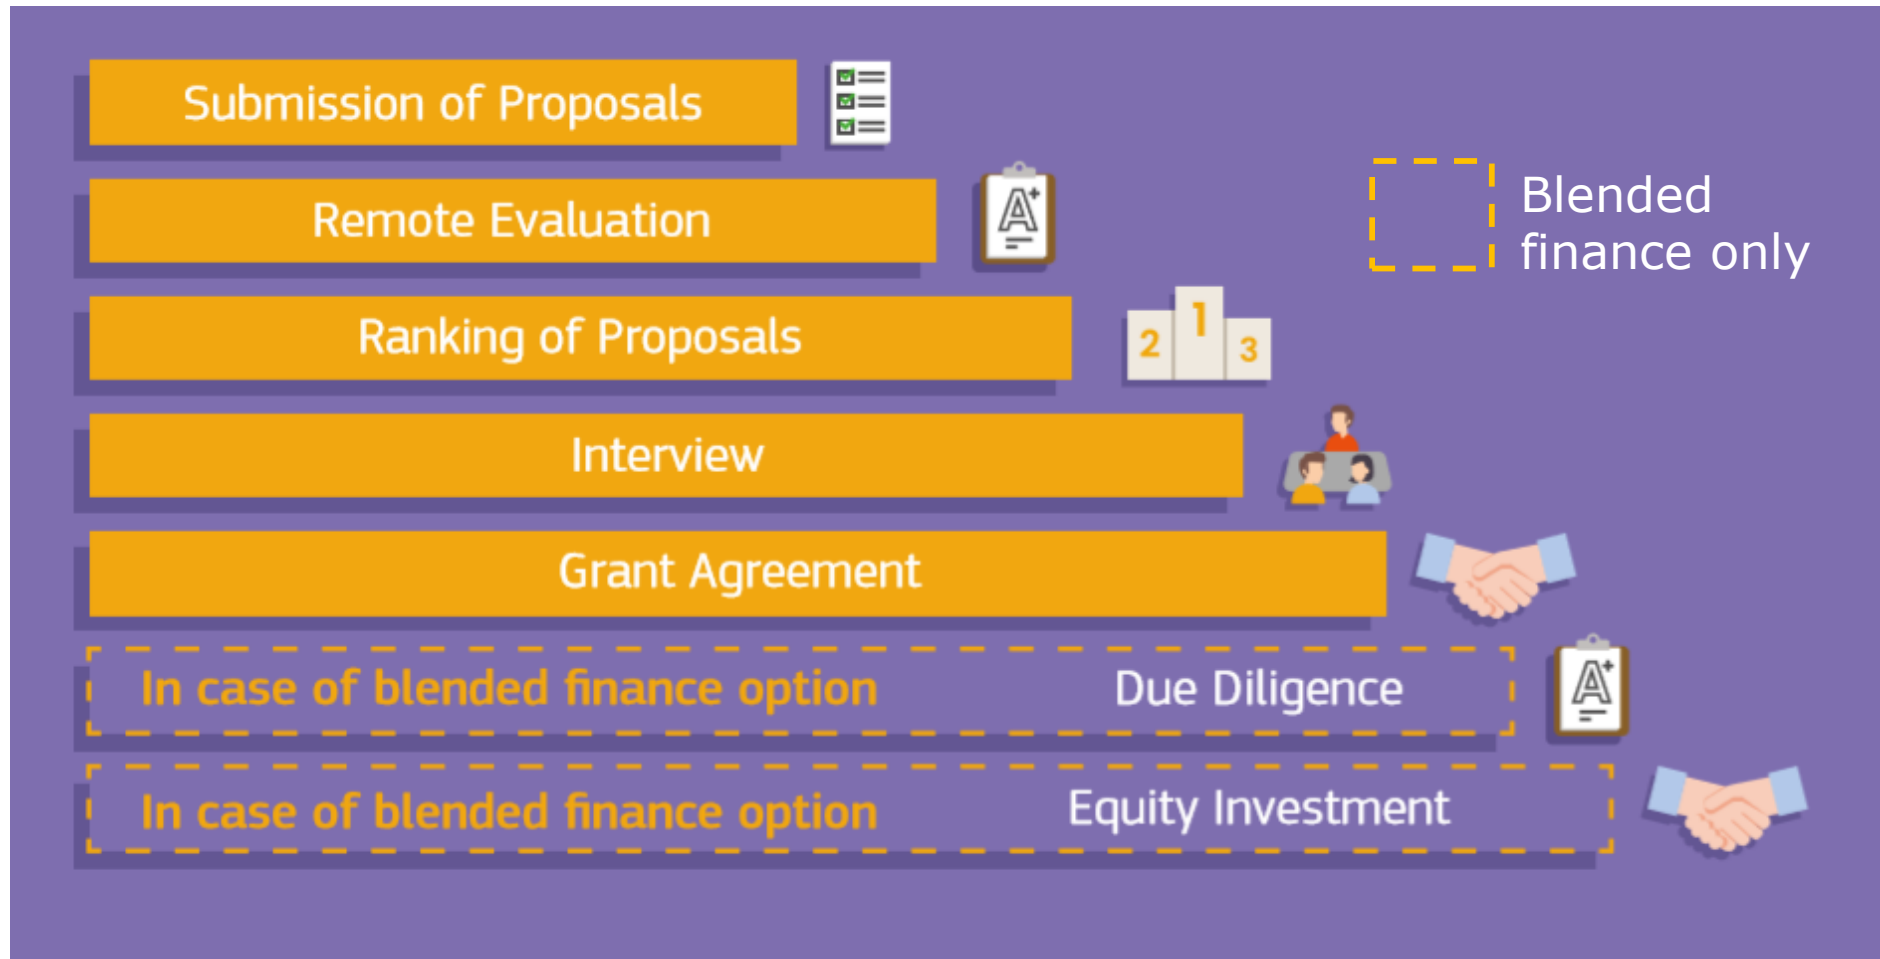 Submission of Proposals
Remote Evaluation
A+
Blended
finance only
Ranking of Proposals
2 1 3
Interview
Grant Agreement
In case of blended finance option Due Diligence
A+
In case of blended finance option Equity Investment